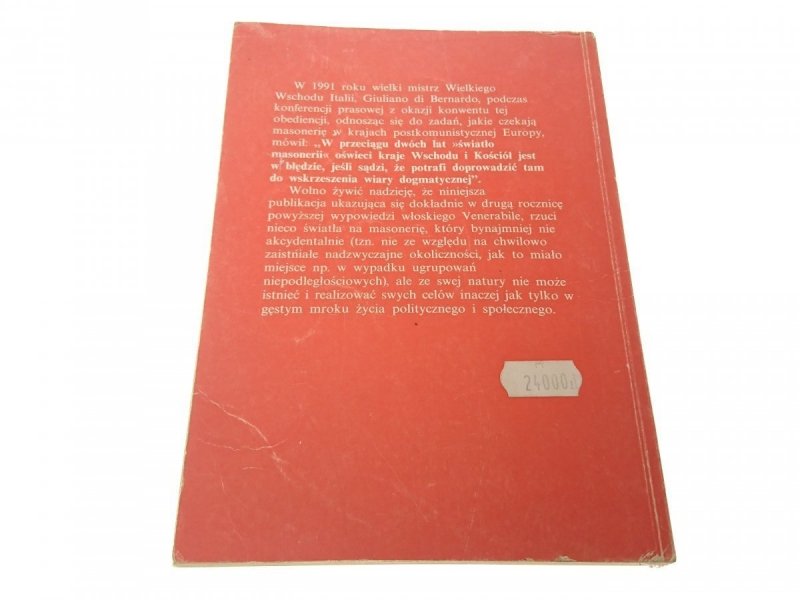 W 1991 roku wielki mistrz Wielkiego
Wschodu Italii, Giuliano di Bernardo, podczas
konferencji prasowej z okazji konwentu tej
obediencji, odnosząc się do zadań, jakie czekają
masonerię w krajach postkomunistycznej Europy,
mówił: „W przeciągu dwóch lat »światło
masonerii« oświeci kraje Wschodu i Kościół jest
w błędzie, jeśli sądzi, że potrafi doprowadzić tam
do wskrzeszenia wiary dogmatycznej”.
Wolno żywić nadzieję, że niniejsza
publikacja ukazująca się dokładnie w drugą rocznicę
powyższej wypowiedzi włoskiego Venerabile, rzuci
nieco światła na masonerię, który bynajmniej nie
akcydentalnie (tzn. nie ze względu na chwilowo
zaistniałe nadzwyczajne okoliczności, jak to miało
miejsce np. w wypadku ugrupowań
niepodległościowych), ale ze swej natury nie może
istnieć i realizować swych celów inaczej jak tylko w
gęstym mroku życia politycznego i społecznego.
24000zł